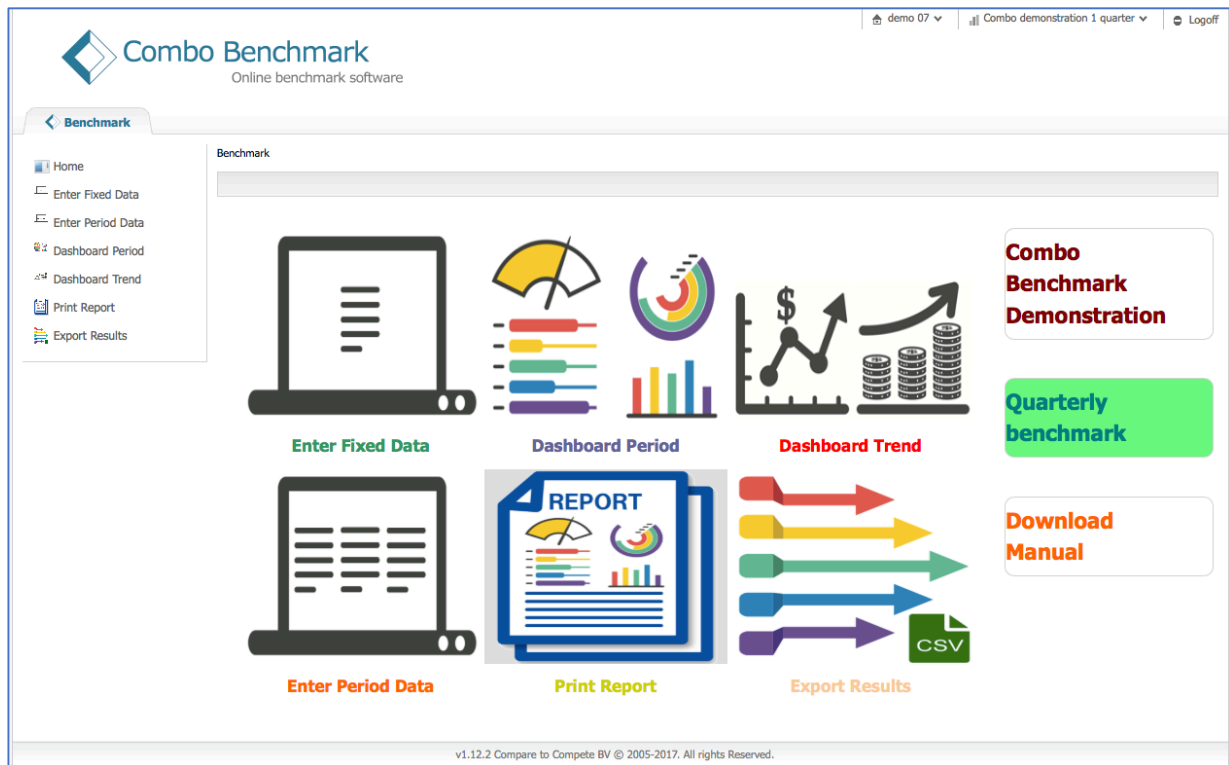 demo 07
Combo demonstration 1 quarter
Logoff
Combo Benchmark
Online benchmark software
Benchmark
Home
Enter Fixed Data
Enter Period Data
Dashboard Period
Dashboard Trend
Print Report
Export Results
Benchmark
$
Enter Fixed Data
Dashboard Period
Dashboard Trend
REPORT
CSV
Enter Period Data
Print Report
Export Results
Combo
Benchmark
Demonstration
Quarterly
benchmark
Download
Manual
v1.12.2 Compare to Compete BV © 2005-2017. All rights Reserved.